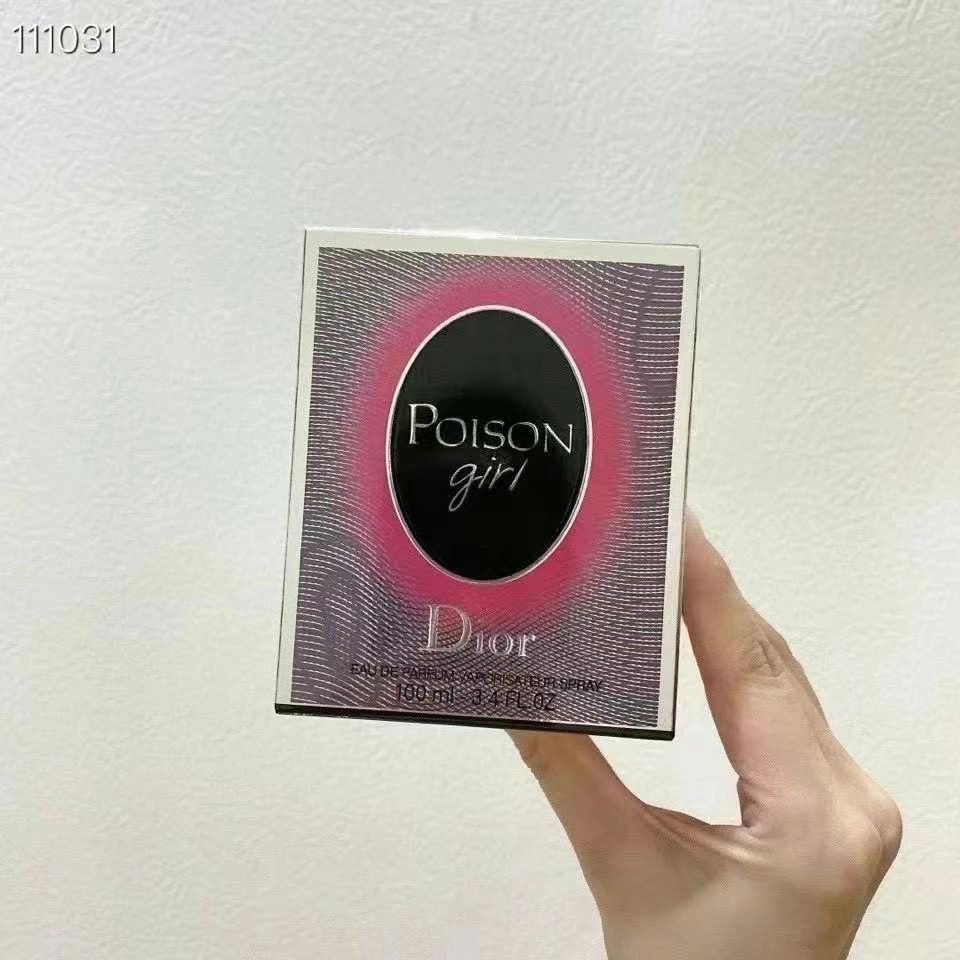 111031
POISON
girl
Dior
EAU DE PARFUM VAPORISATEUR SPRAY
100 ml - 3.4 FL.OZ